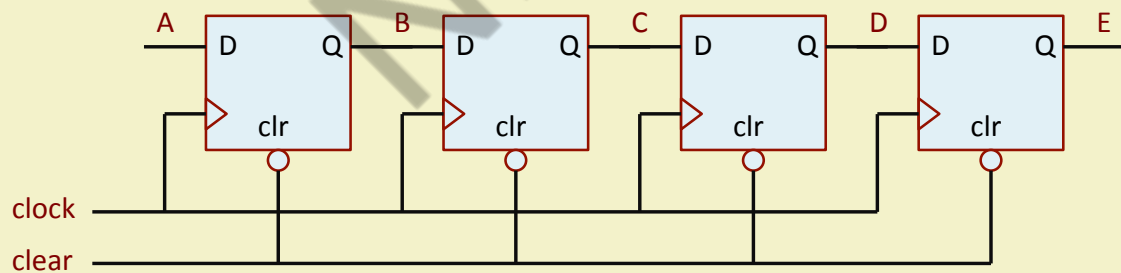 A B C D E
D Q D Q D Q D Q
clr clr clr clr
clock
clear